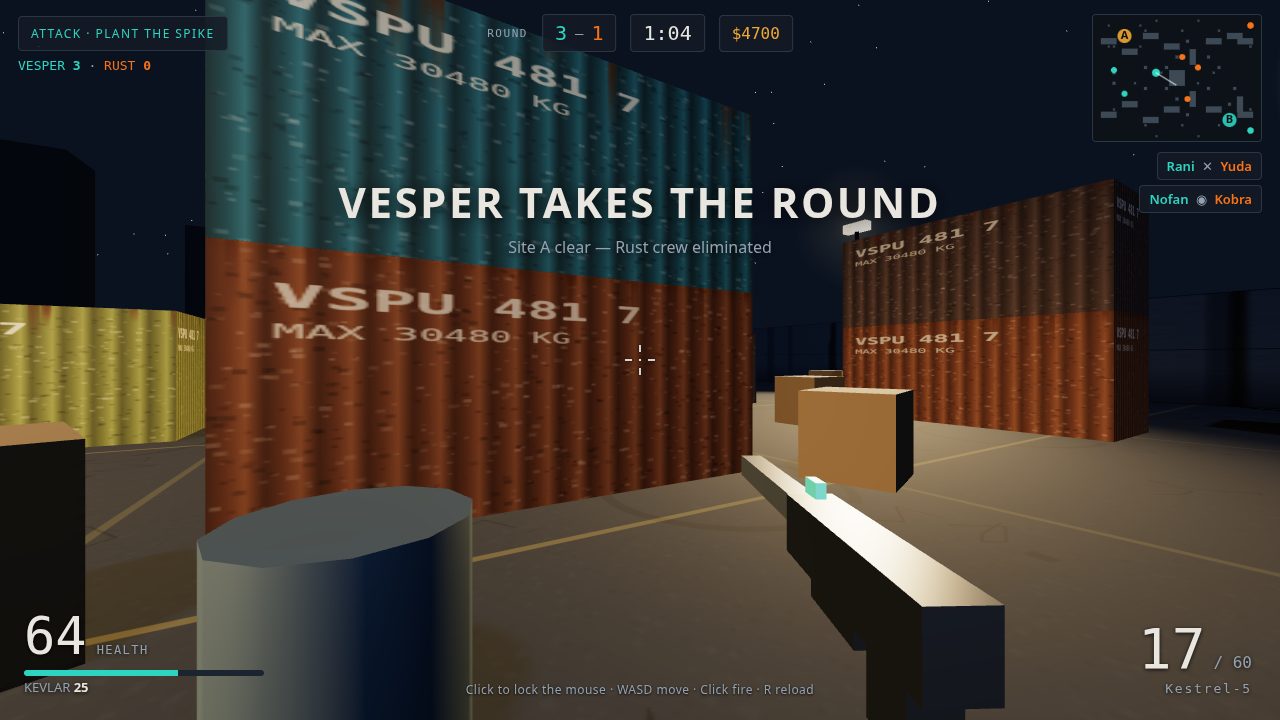 ATTACK · PLANT THE SPIKE
VESPER 3 · RUST 0
ROUND
3 – 1
1:04
$4700
A
B
Rani ✕ Yuda
Nofan ◉ Kobra
VSPU 481 7
MAX 30480 KG
VESPER TAKES THE ROUND
Site A clear — Rust crew eliminated
VSPU 481 7
MAX 30480 KG
VSPU 481 7
MAX 30480 KG
VSPU 481 7
MAX 30480 KG
7
64 HEALTH
KEVLAR 25
Click to lock the mouse · WASD move · Click fire · R reload
17 / 60
Kestrel-5